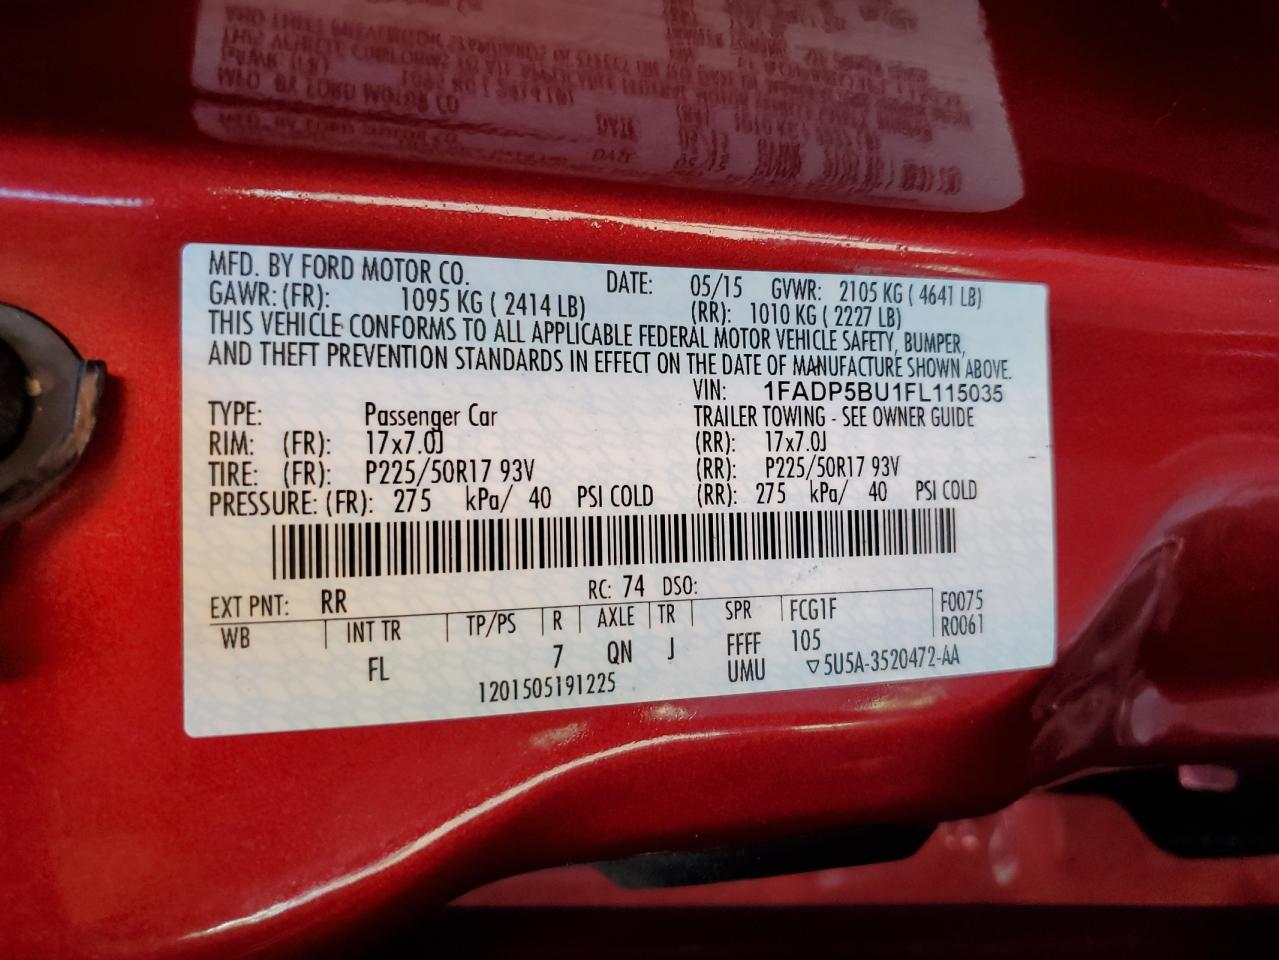 MFD. BY FORD MOTOR CO.
DATE: 05/15 GVWR: 2105 KG ( 4641 LB)
GAWR: (FR): 1095 KG ( 2414 LB) (RR): 1010 KG ( 2227 LB)
THIS VEHICLE CONFORMS TO ALL APPLICABLE FEDERAL MOTOR VEHICLE SAFETY, BUMPER,
AND THEFT PREVENTION STANDARDS IN EFFECT ON THE DATE OF MANUFACTURE SHOWN ABOVE.
VIN: 1FADP5BU1FL115035
TYPE: Passenger Car TRAILER TOWING - SEE OWNER GUIDE
RIM: (FR): 17x7.0J (RR): 17x7.0J
TIRE: (FR): P225/50R17 93V (RR): P225/50R17 93V
PRESSURE: (FR): 275 kPa/ 40 PSI COLD (RR): 275 kPa/ 40 PSI COLD
EXT PNT: RR RC: 74 DSO:
WB INT TR TP/PS R AXLE TR SPR FCG1F F0075
R0061
FL 7 QN J FFFF 105
UMU ▽5U5A-3520472-AA
1201505191225